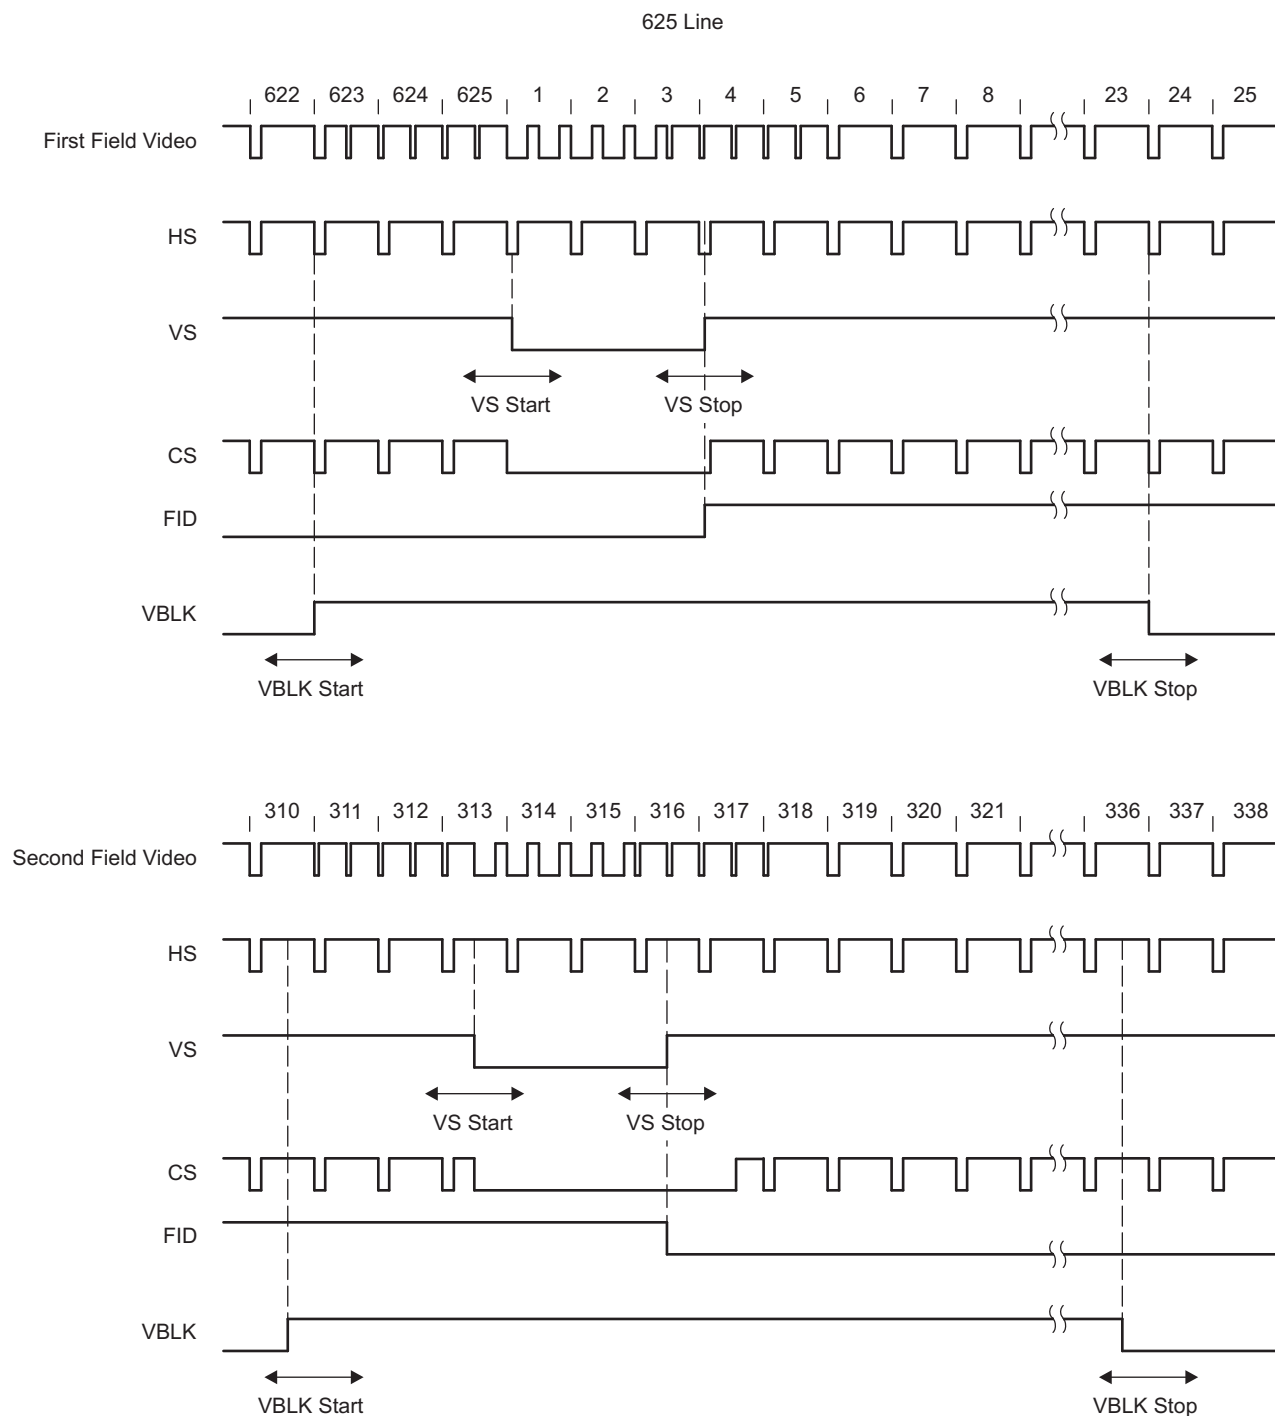 625 Line
622 623 624 625 1 2 3 4 5 6 7 8 23 24 25
First Field Video
HS
VS
VS Start VS Stop
CS
FID
VBLK
VBLK Start VBLK Stop
310 311 312 313 314 315 316 317 318 319 320 321 336 337 338
Second Field Video
HS
VS
VS Start VS Stop
CS
FID
VBLK
VBLK Start VBLK Stop